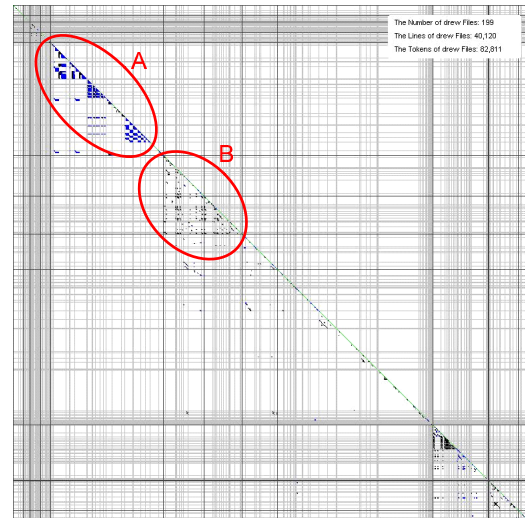 The Number of drew Files: 199
The Lines of drew Files: 40,120
The Tokens of drew Files: 82,811
A
B